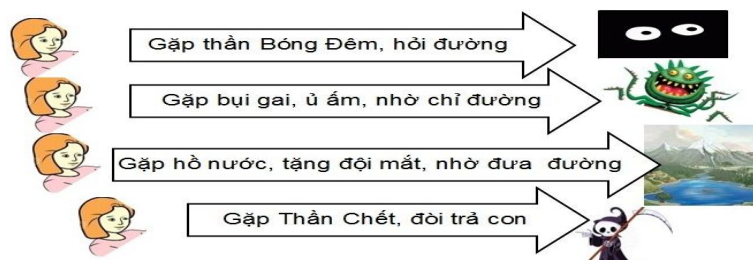 Gặp thần Bóng Đêm, hỏi đường
Gặp bụi gai, ủ ấm, nhờ chỉ đường
Gặp hồ nước, tặng đội mắt, nhờ đưa đường
Gặp Thần Chết, đòi trả con